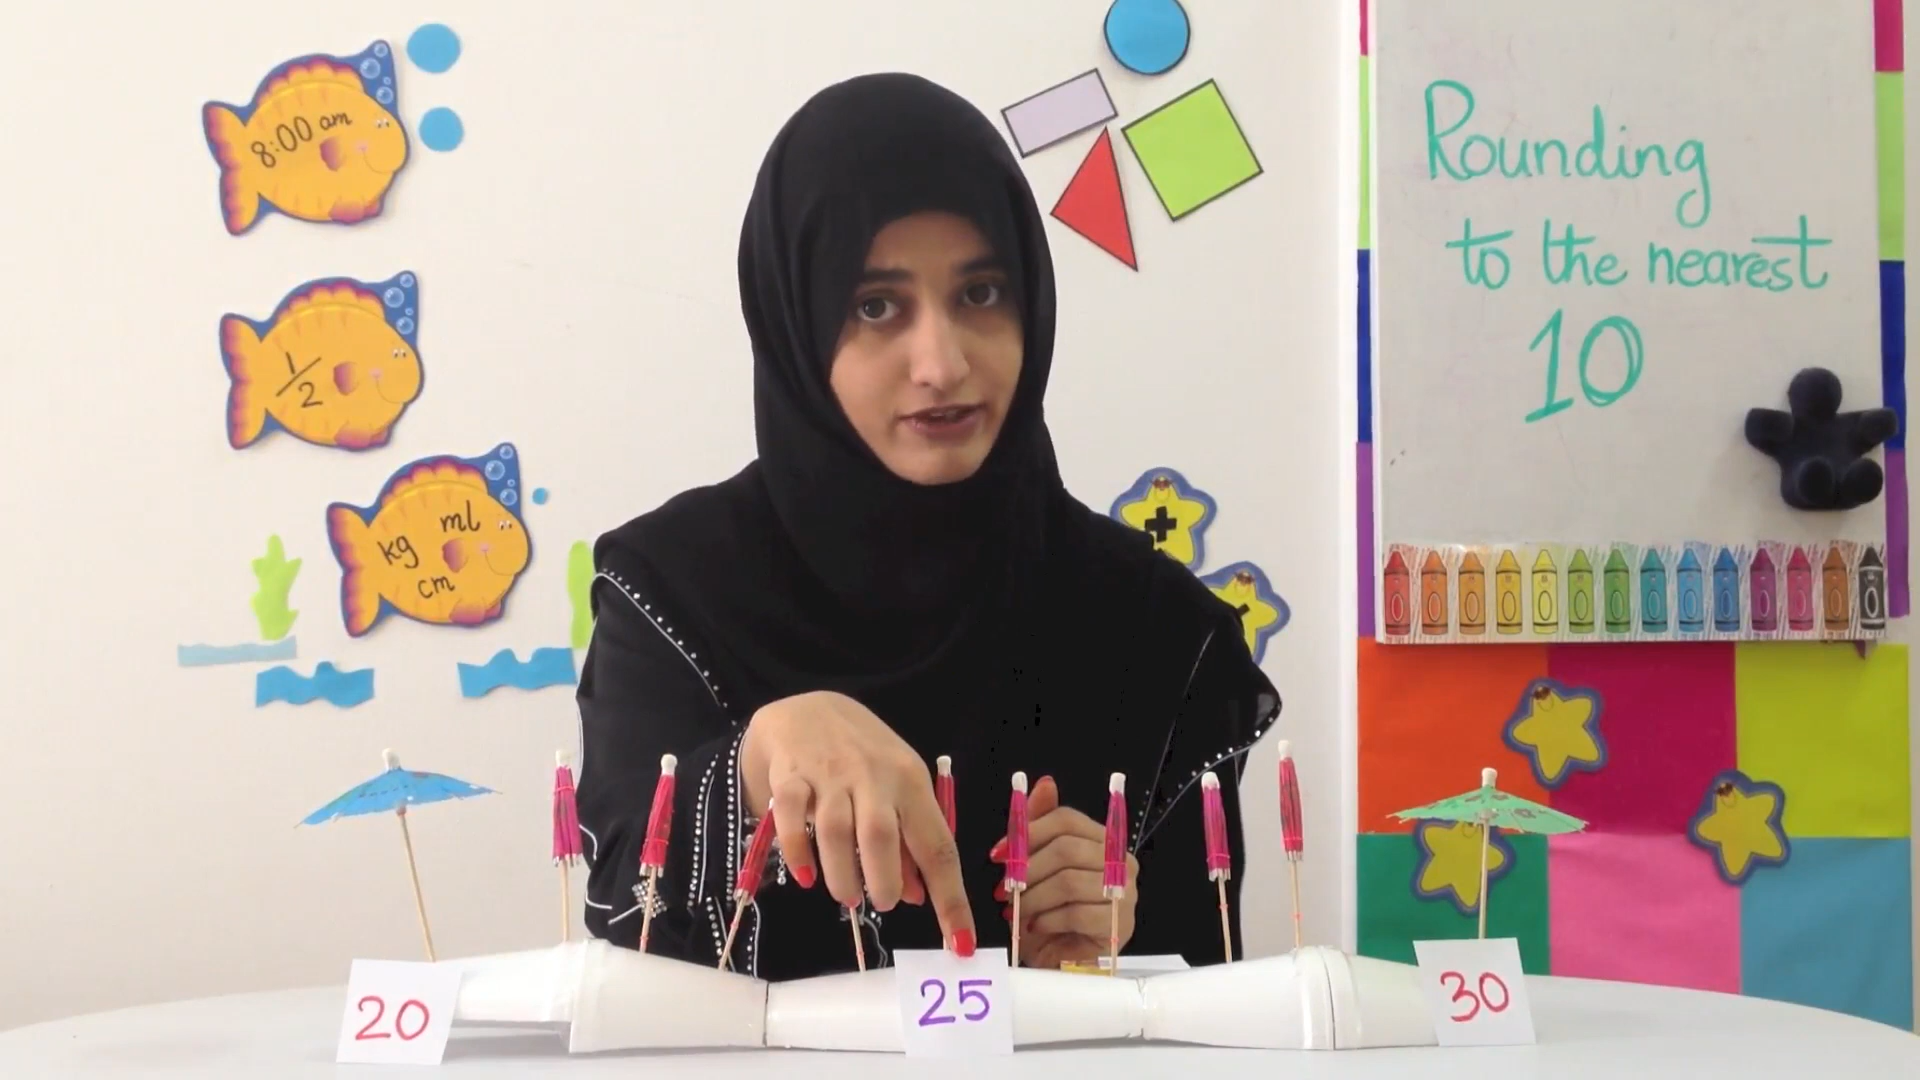 8:00 am
1/2
kg ml
cm
Rounding
to the nearest
10
+
20
25
30